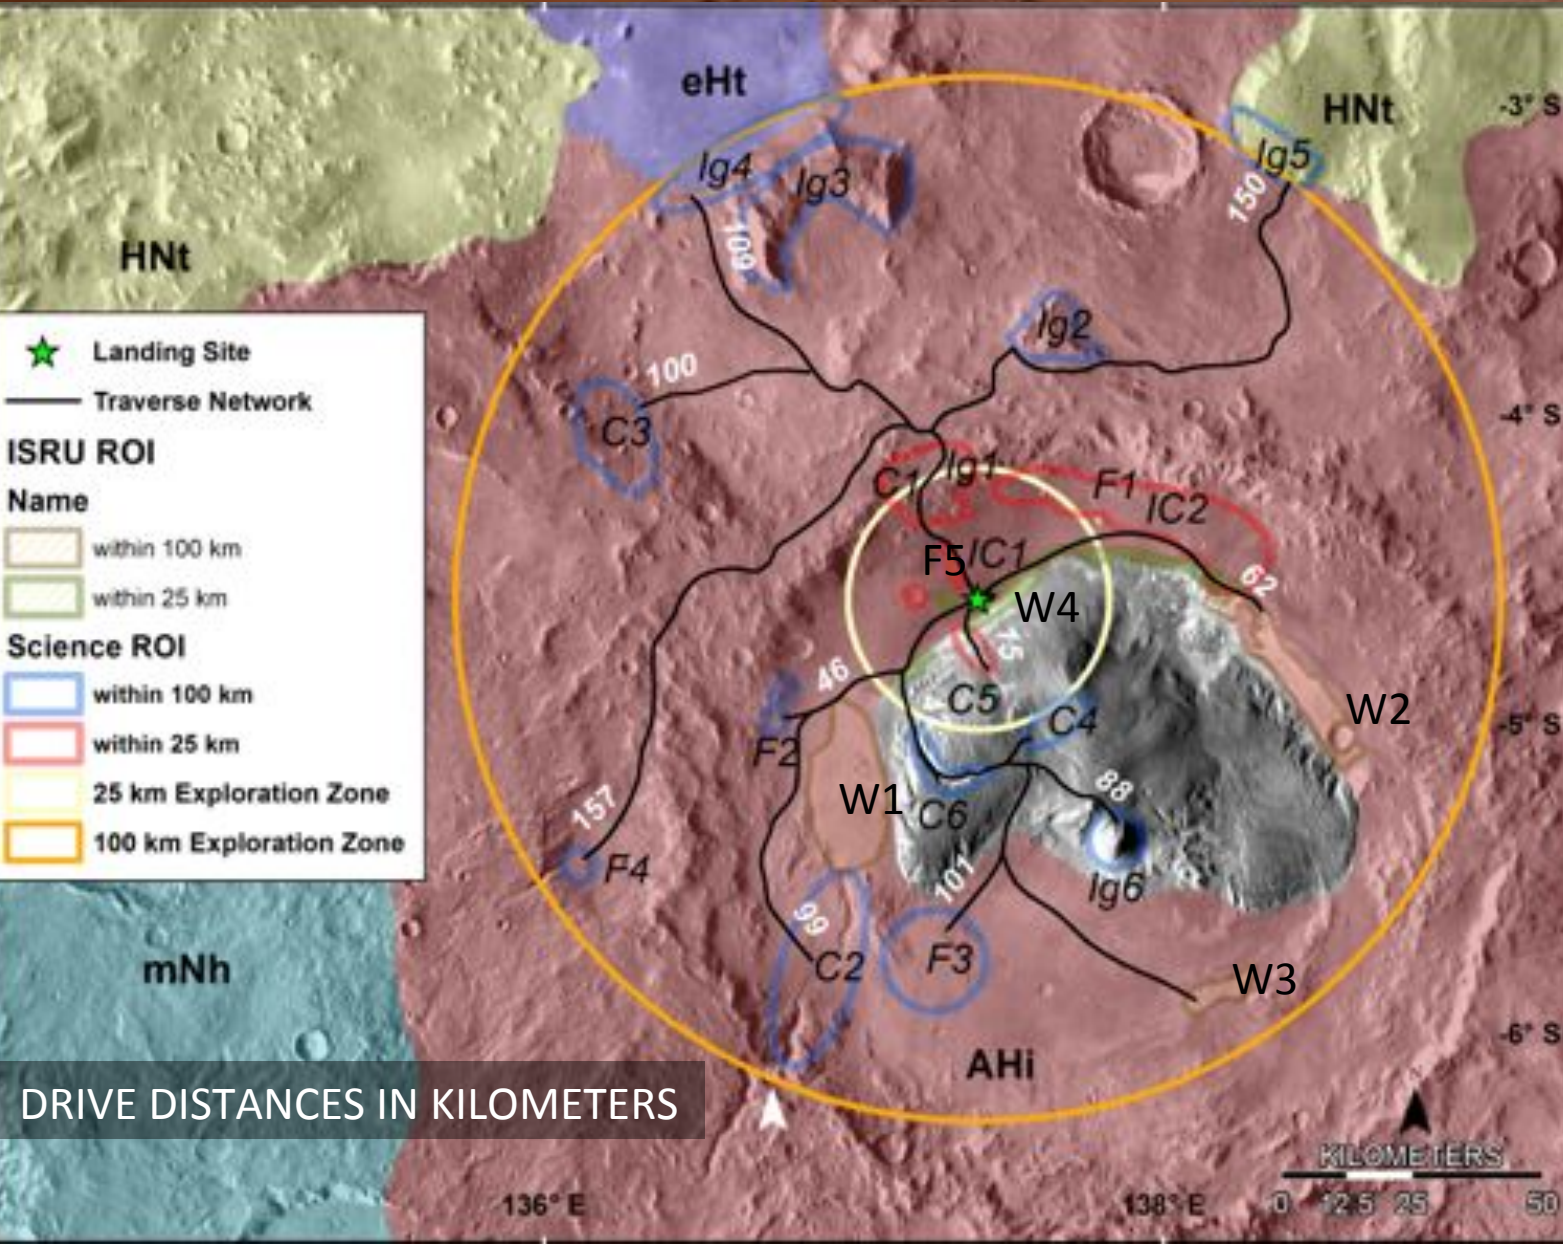 eHt
HNt
-3° S
Ig4
Ig3
Ig5
150
HNt
109
Landing Site
Traverse Network
ISRU ROI
Name
within 100 km
within 25 km
Science ROI
within 100 km
within 25 km
25 km Exploration Zone
100 km Exploration Zone
Ig2
100
C3
-4° S
Ig1
C1
F1
IC2
IC1
F5
62
W4
15
46
C5
C4
W2
-5° S
F2
88
W1
C6
157
F4
101
Ig6
99
C2
F3
W3
mNh
-6° S
AHi
DRIVE DISTANCES IN KILOMETERS
KILOMETERS
136° E
138° E
0 12.5 25 50